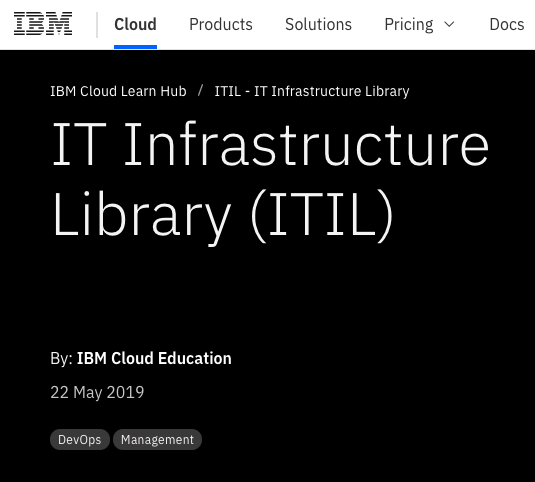 IBM Cloud Products Solutions Pricing Docs
IBM Cloud Learn Hub / ITIL - IT Infrastructure Library
IT Infrastructure
Library (ITIL)
By: IBM Cloud Education
22 May 2019
DevOps Management